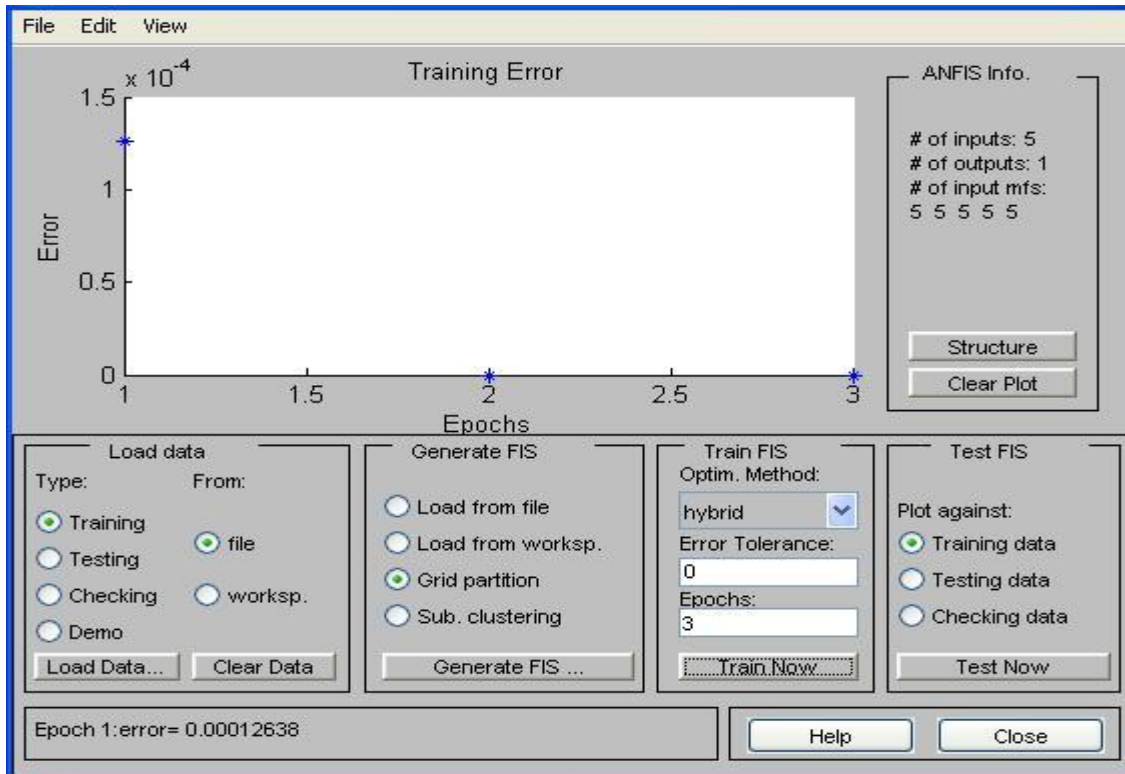 File Edit View
Training Error
x 10^-4
1.5
1
0.5
0
Error
1 1.5 2 2.5 3
Epochs
ANFIS Info.
# of inputs: 5
# of outputs: 1
# of input mfs:
5 5 5 5 5
Structure
Clear Plot
Load data
Type: From:
Training
Testing
Checking
Demo
file
worksp.
Load Data... Clear Data
Generate FIS
Load from file
Load from worksp.
Grid partition
Sub. clustering
Generate FIS ...
Train FIS
Optim. Method:
hybrid
Error Tolerance:
0
Epochs:
3
Train Now
Test FIS
Plot against:
Training data
Testing data
Checking data
Test Now
Epoch 1:error= 0.00012638
Help Close